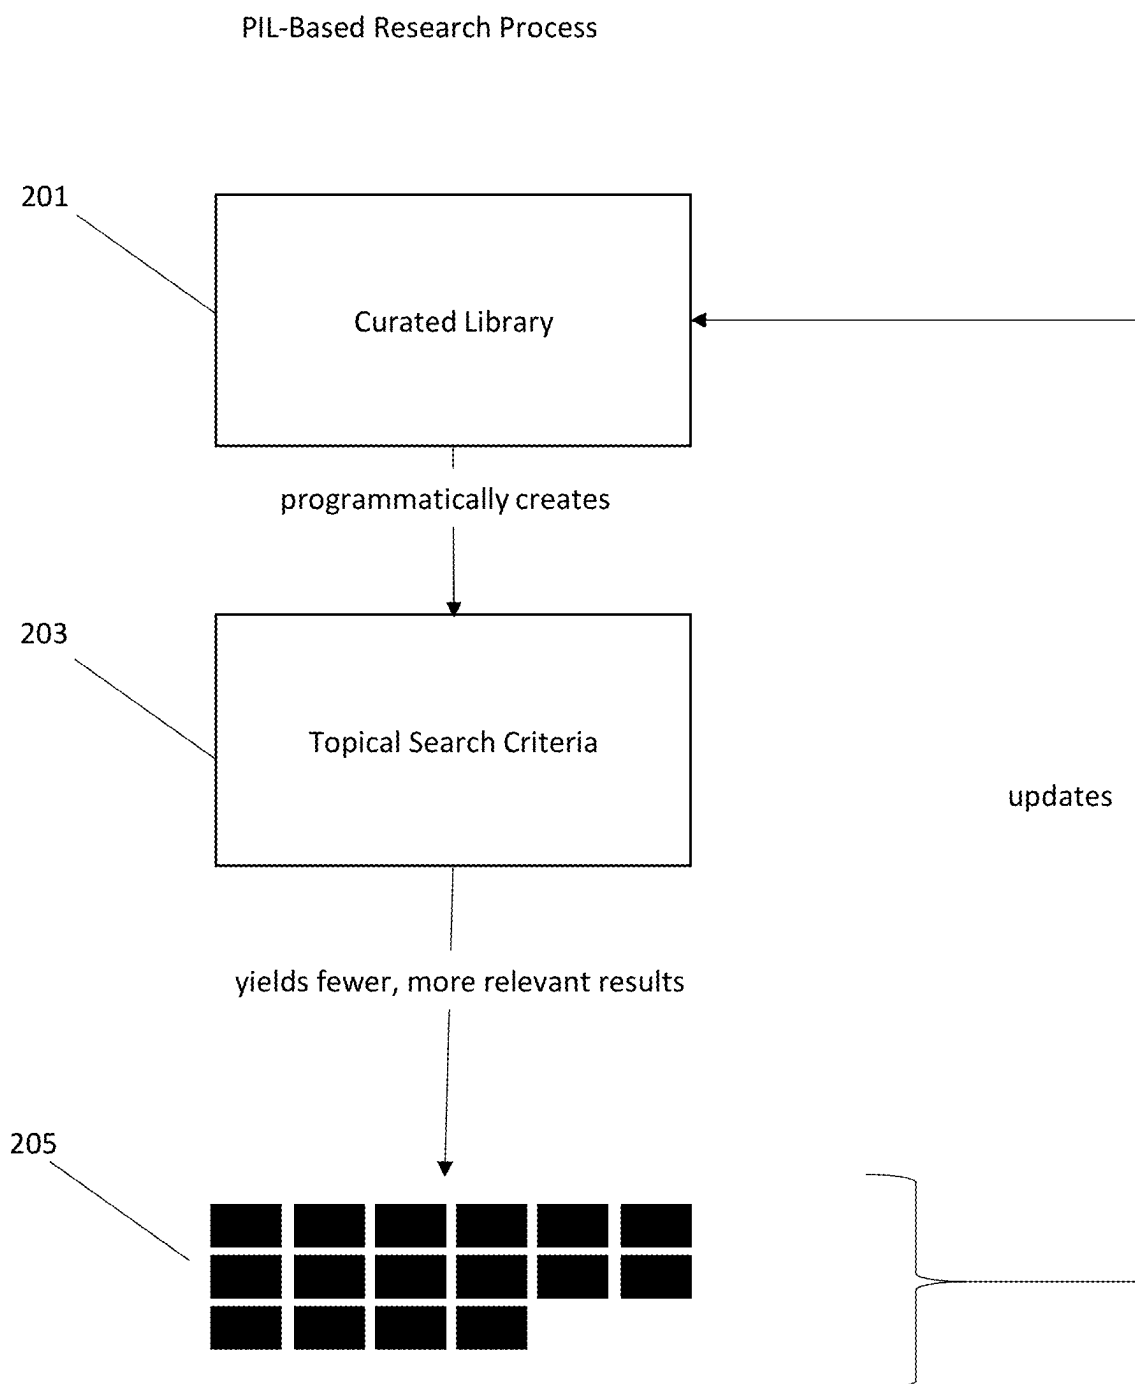 PIL-Based Research Process
201
Curated Library
programmatically creates
203
Topical Search Criteria
updates
yields fewer, more relevant results
205